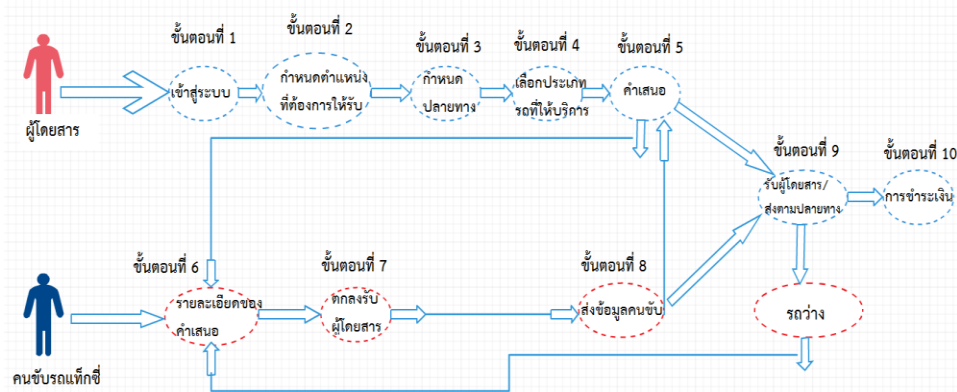 ขั้นตอนที่ 1
ขั้นตอนที่ 2
ขั้นตอนที่ 3
ขั้นตอนที่ 4
ขั้นตอนที่ 5
เข้าสู่ระบบ
กำหนดตำแหน่ง
ที่ต้องการให้รับ
กำหนด
ปลายทาง
เลือกประเภท
รถที่ให้บริการ
คำเสนอ
ผู้โดยสาร
ขั้นตอนที่ 9
ขั้นตอนที่ 10
รับผู้โดยสาร/
ส่งตามปลายทาง
การชำระเงิน
ขั้นตอนที่ 6
ขั้นตอนที่ 7
ขั้นตอนที่ 8
รายละเอียดของ
คำเสนอ
ตกลงรับ
ผู้โดยสาร
ส่งข้อมูลคนขับ
รถว่าง
คนขับรถแท็กซี่